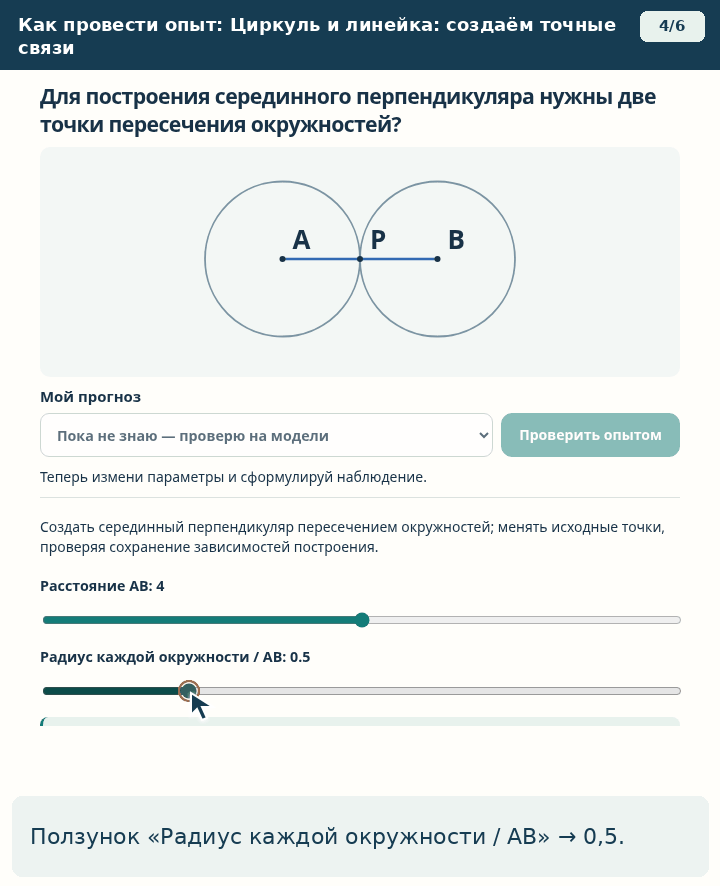 Как провести опыт: Циркуль и линейка: создаём точные
связи
4/6
Для построения серединного перпендикуляра нужны две
точки пересечения окружностей?
A P B
Мой прогноз
Пока не знаю — проверю на модели
Проверить опытом
Теперь измени параметры и сформулируй наблюдение.
Создать серединный перпендикуляр пересечением окружностей; менять исходные точки,
проверяя сохранение зависимостей построения.
Расстояние AB: 4
Радиус каждой окружности / AB: 0.5
Ползунок «Радиус каждой окружности / AB» → 0,5.